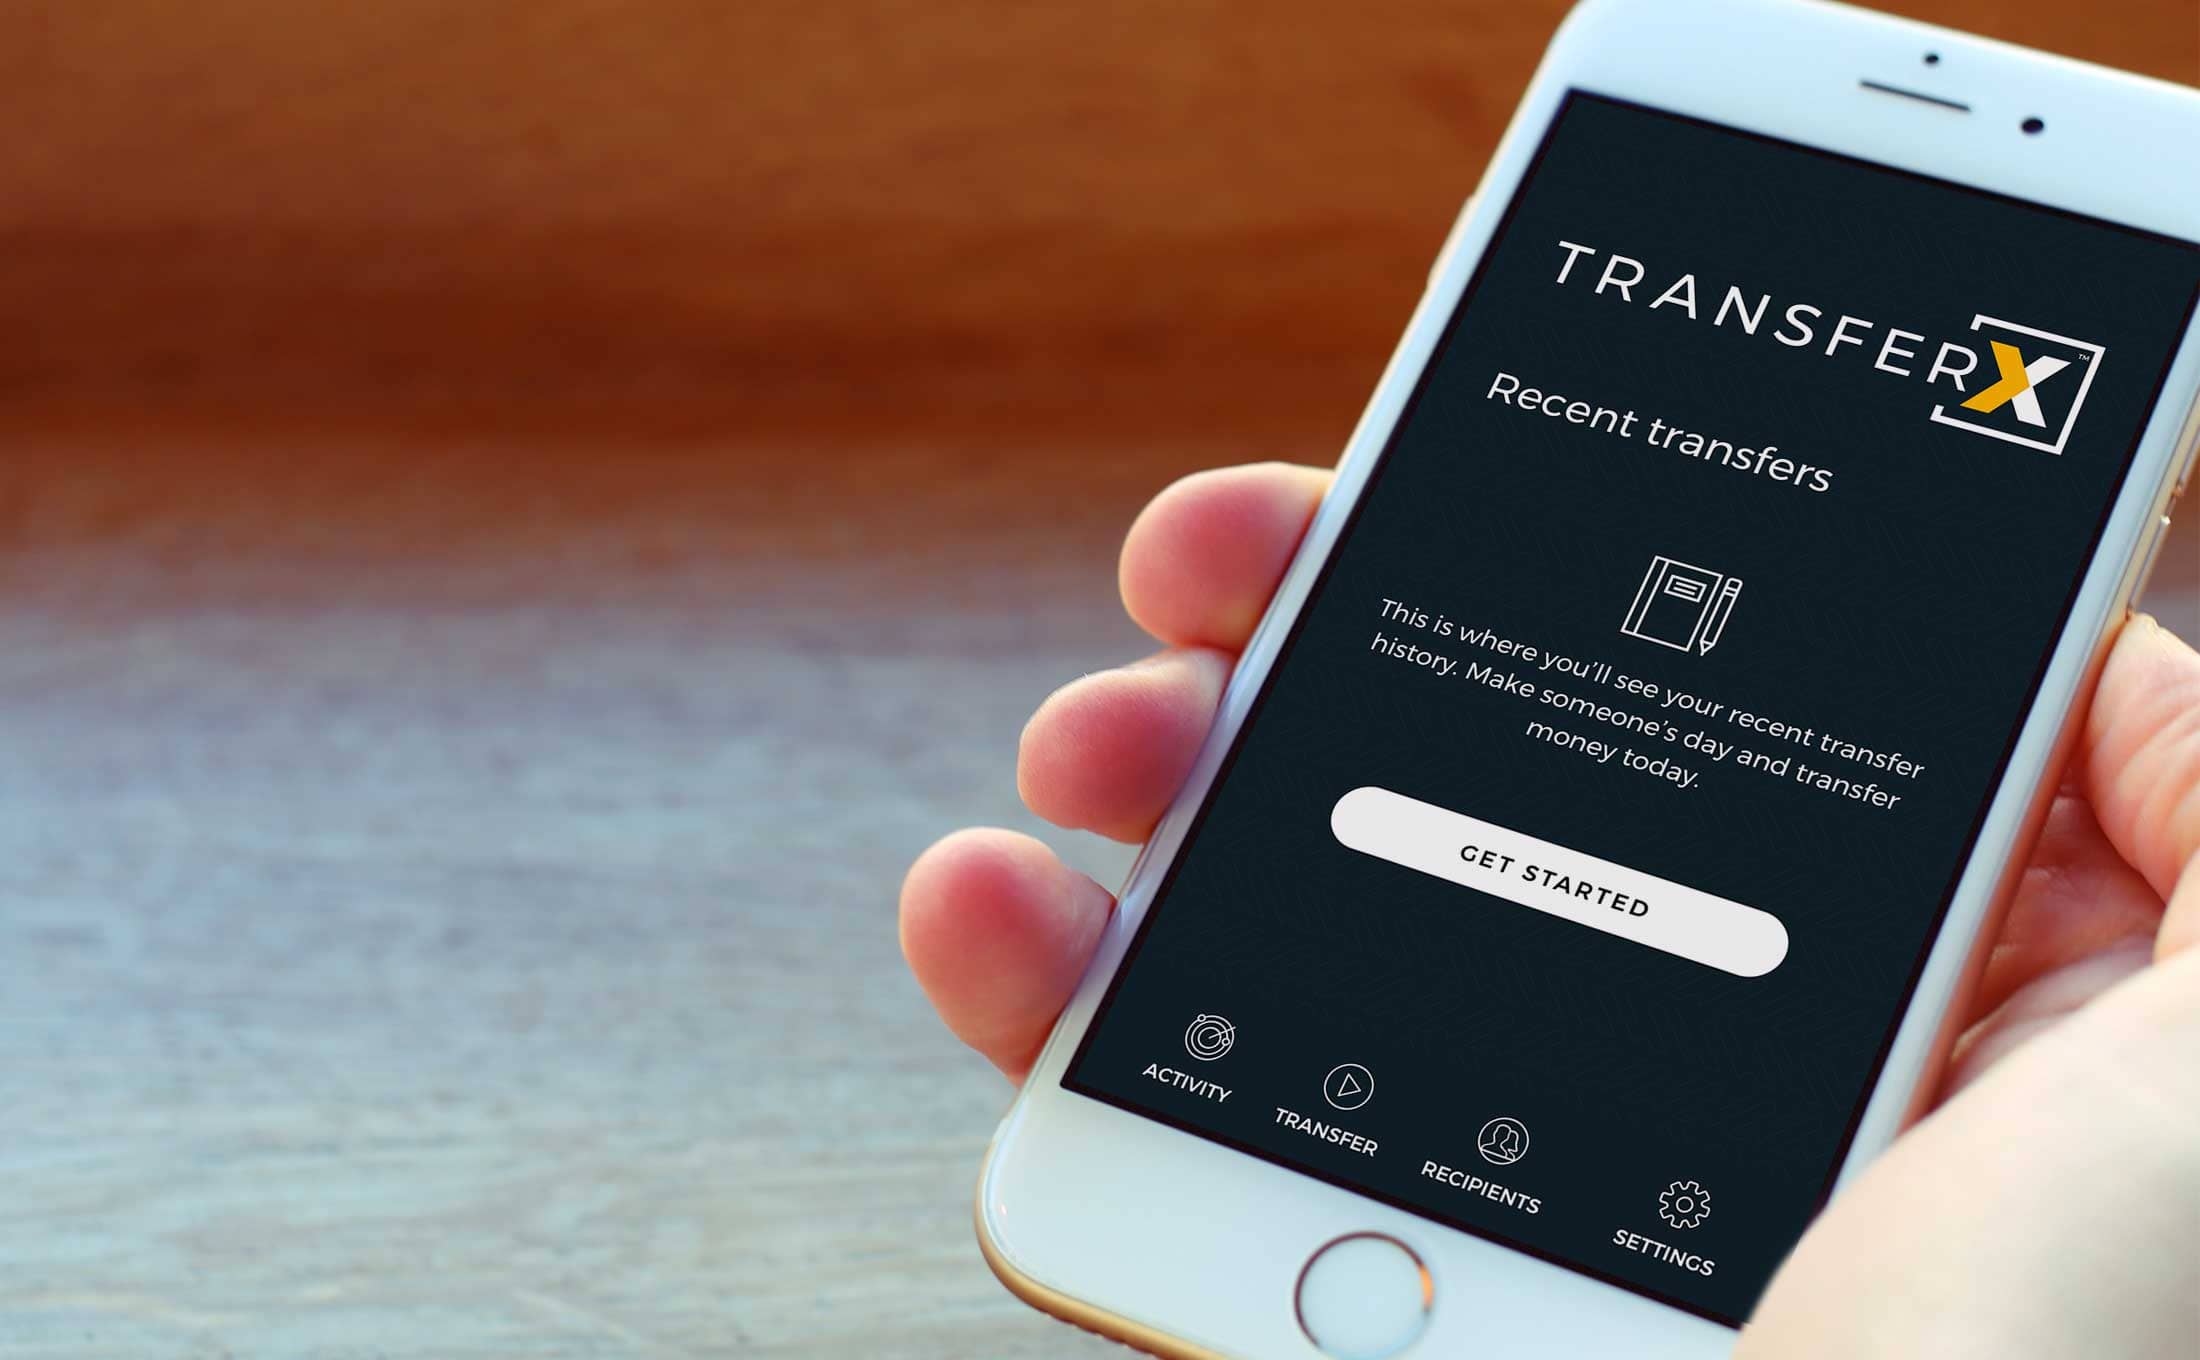 TRANSFERX™
Recent transfers
This is where you'll see your recent transfer
history. Make someone's day and transfer
money today.
GET STARTED
ACTIVITY
TRANSFER
RECIPIENTS
SETTINGS